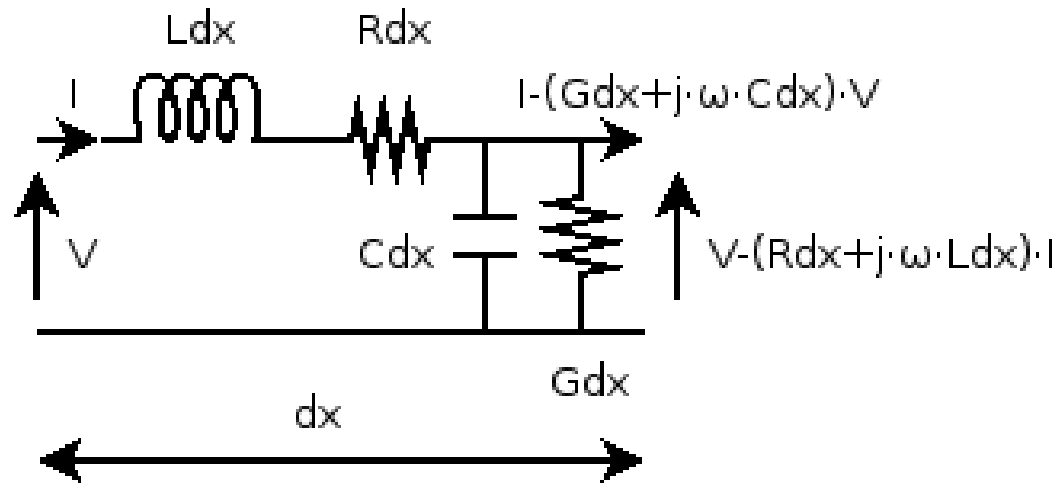 Ldx
Rdx
I
I-(Gdx+j·ω·Cdx)·V
V
Cdx
V-(Rdx+j·ω·Ldx)·I
Gdx
dx